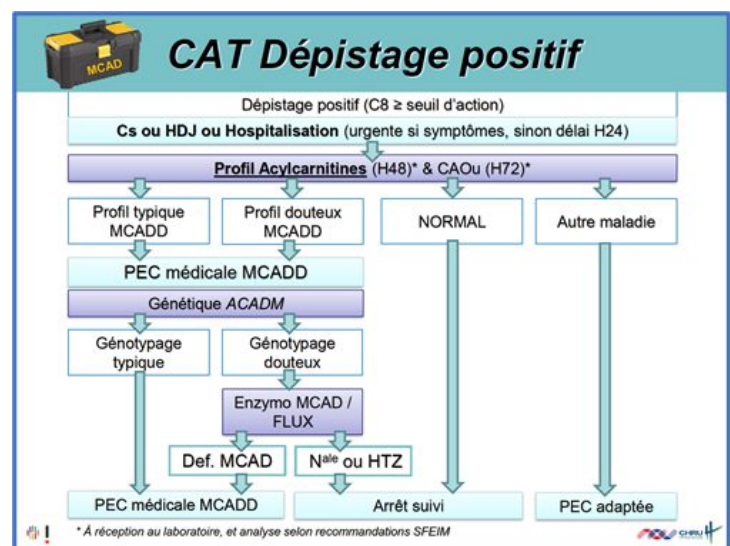 MCAD
CAT Dépistage positif
Dépistage positif (C8 ≥ seuil d'action)
Cs ou HDJ ou Hospitalisation (urgente si symptômes, sinon délai H24)
Profil Acylcarnitines (H48)* & CAOu (H72)*
Profil typique
MCADD
Profil douteux
MCADD
NORMAL
Autre maladie
PEC médicale MCADD
Génétique ACADM
Génotypage
typique
Génotypage
douteux
Enzymo MCAD /
FLUX
Def. MCAD
Nale ou HTZ
PEC médicale MCADD
Arrêt suivi
PEC adaptée
* À réception au laboratoire, et analyse selon recommandations SFEIM
CHRU